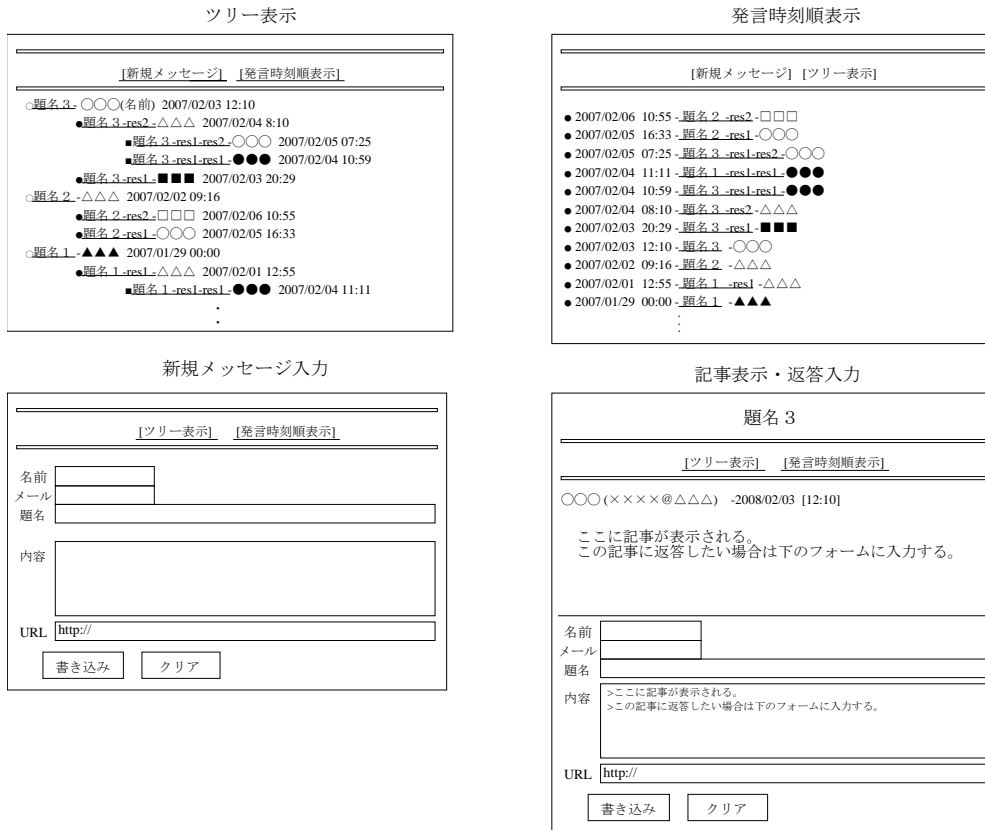 ツリー表示
[新規メッセージ] [発言時刻順表示]
○題名３-○○○(名前) 2007/02/03 12:10
●題名３-res2-△△△ 2007/02/04 8:10
■題名３-res1-res2-○○○ 2007/02/05 07:25
■題名３-res1-res1-●●● 2007/02/04 10:59
●題名３-res1-■■■ 2007/02/03 20:29
○題名２-△△△ 2007/02/02 09:16
●題名２-res2-□□□ 2007/02/06 10:55
●題名２-res1-○○○ 2007/02/05 16:33
○題名１-▲▲▲ 2007/01/29 00:00
●題名１-res1-△△△ 2007/02/01 12:55
■題名１-res1-res1-●●● 2007/02/04 11:11
発言時刻順表示
[新規メッセージ] [ツリー表示]
● 2007/02/06 10:55 -題名２-res2-□□□
● 2007/02/05 16:33 -題名２-res1-○○○
● 2007/02/05 07:25 -題名３-res1-res2-○○○
● 2007/02/04 11:11 -題名１-res1-res1-●●●
● 2007/02/04 10:59 -題名３-res1-res1-●●●
● 2007/02/04 08:10 -題名３-res2-△△△
● 2007/02/03 20:29 -題名３-res1-■■■
● 2007/02/03 12:10 -題名３-○○○
● 2007/02/02 09:16 -題名２-△△△
● 2007/02/01 12:55 -題名１-res1-△△△
● 2007/01/29 00:00 -題名１-▲▲▲
新規メッセージ入力
[ツリー表示] [発言時刻順表示]
名前
メール
題名
内容
URL http://
書き込み クリア
記事表示・返答入力
題名３
[ツリー表示] [発言時刻順表示]
○○○(××××@△△△) -2008/02/03 [12:10]
ここに記事が表示される。
この記事に返答したい場合は下のフォームに入力する。
名前
メール
題名
内容 >ここに記事が表示される。
>この記事に返答したい場合は下のフォームに入力する。
URL http://
書き込み クリア